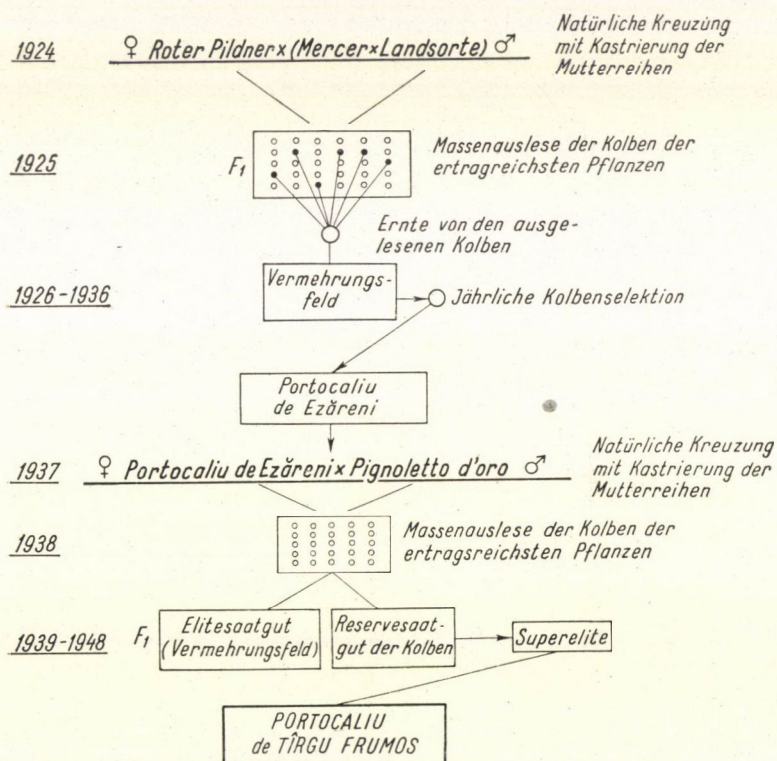 Natürliche Kreuzung
mit Kastrierung der
Mutterreihen
1924 ♀ Roter Pildner x (Mercer x Landsorte) ♂
1925
F1
Massenauslese der Kolben der
ertragreichsten Pflanzen
Ernte von den ausge-
lesenen Kolben
1926-1936
Vermehrungs-
feld
Jährliche Kolbenselektion
Portocaliu
de Ezăreni
1937 ♀ Portocaliu de Ezăreni x Pignoletto d'oro ♂
Natürliche Kreuzung
mit Kastrierung der
Mutterreihen
1938
Massenauslese der Kolben der
ertragsreichsten Pflanzen
1939-1948
F1
Elitesaatgut
(Vermehrungsfeld)
Reservesaat-
gut der Kolben
Superelite
PORTOCALIU
de TÎRGU FRUMOS